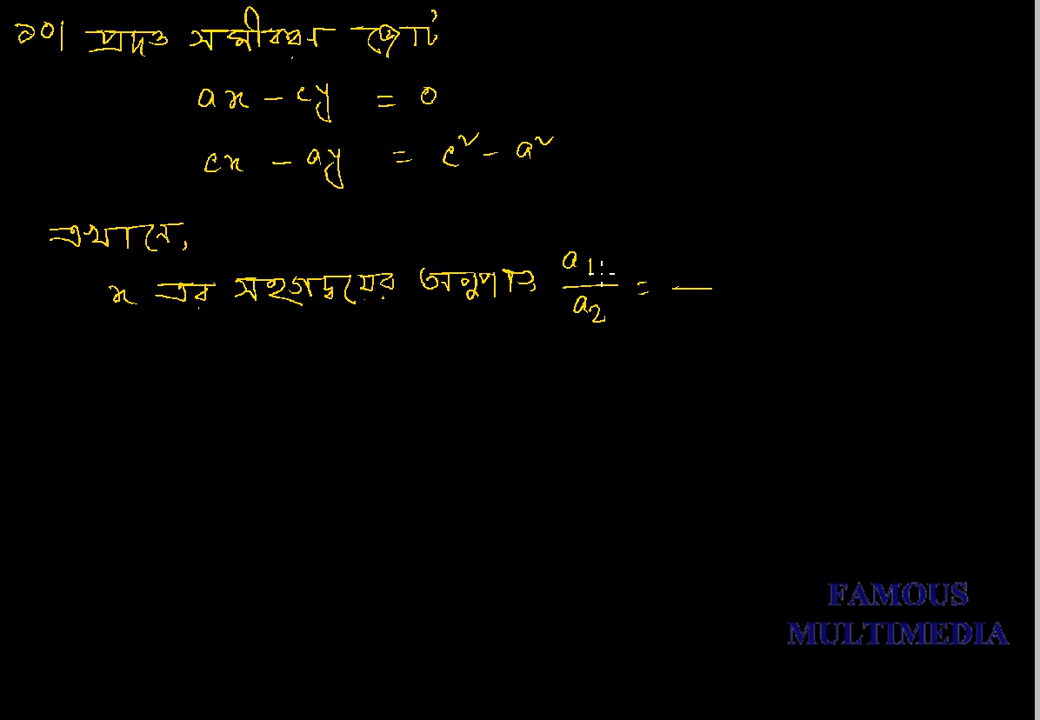 ১০। প্রদত্ত সমীকরণ জোট
ax - cy = 0
cx - ay = c² - a²
এখানে,
x এর সহগদ্বয়ের অনুপাত a₁/a₂ =
FAMOUS
MULTIMEDIA